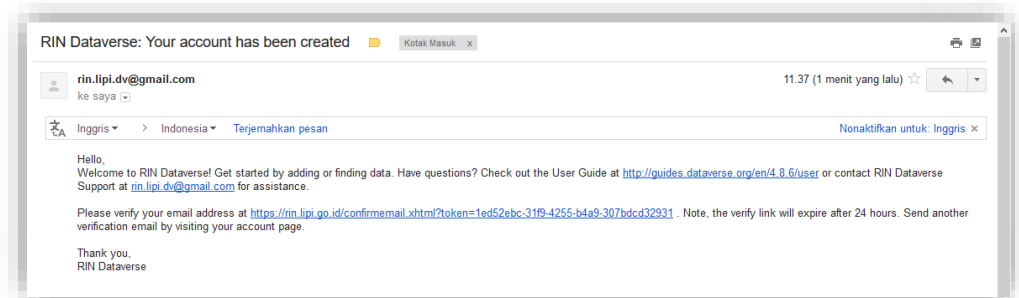 RIN Dataverse: Your account has been created Kotak Masuk x
rin.lipi.dv@gmail.com 11.37 (1 menit yang lalu)
ke saya
Inggris > Indonesia Terjemahkan pesan Nonaktifkan untuk: Inggris x
Hello,
Welcome to RIN Dataverse! Get started by adding or finding data. Have questions? Check out the User Guide at http://guides.dataverse.org/en/4.8.6/user or contact RIN Dataverse
Support at rin.lipi.dv@gmail.com for assistance.
Please verify your email address at https://rin.lipi.go.id/confirmemail.xhtml?token=1ed52ebc-31f9-4255-b4a9-307bdcd32931 . Note, the verify link will expire after 24 hours. Send another
verification email by visiting your account page.
Thank you,
RIN Dataverse